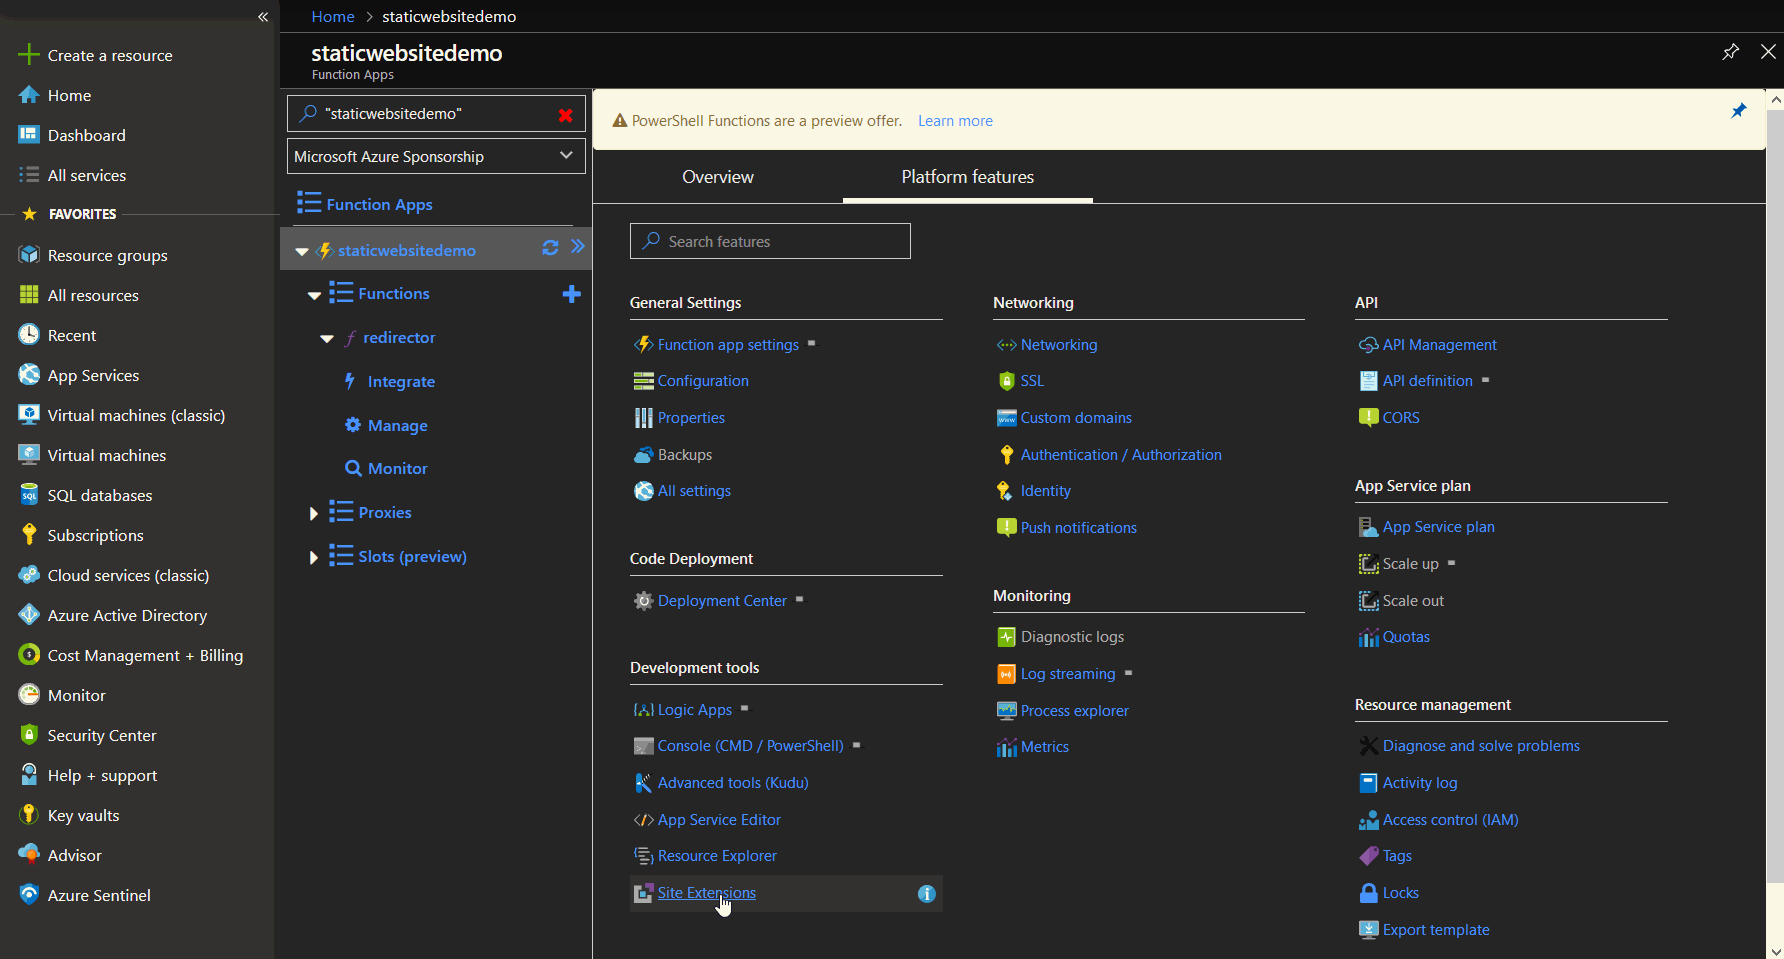 «
Create a resource
Home
Dashboard
All services
FAVORITES
Resource groups
All resources
Recent
App Services
Virtual machines (classic)
Virtual machines
SQL databases
Subscriptions
Cloud services (classic)
Azure Active Directory
Cost Management + Billing
Monitor
Security Center
Help + support
Key vaults
Advisor
Azure Sentinel
Home > staticwebsitedemo
staticwebsitedemo
Function Apps
"staticwebsitedemo"
Microsoft Azure Sponsorship
Function Apps
staticwebsitedemo
Functions
redirector
Integrate
Manage
Monitor
Proxies
Slots (preview)
PowerShell Functions are a preview offer. Learn more
Overview
Platform features
Search features
General Settings
Function app settings
Configuration
Properties
Backups
All settings
Code Deployment
Deployment Center
Development tools
Logic Apps
Console (CMD / PowerShell)
Advanced tools (Kudu)
App Service Editor
Resource Explorer
Site Extensions
Networking
Networking
SSL
Custom domains
Authentication / Authorization
Identity
Push notifications
Monitoring
Diagnostic logs
Log streaming
Process explorer
Metrics
API
API Management
API definition
CORS
App Service plan
App Service plan
Scale up
Scale out
Quotas
Resource management
Diagnose and solve problems
Activity log
Access control (IAM)
Tags
Locks
Export template